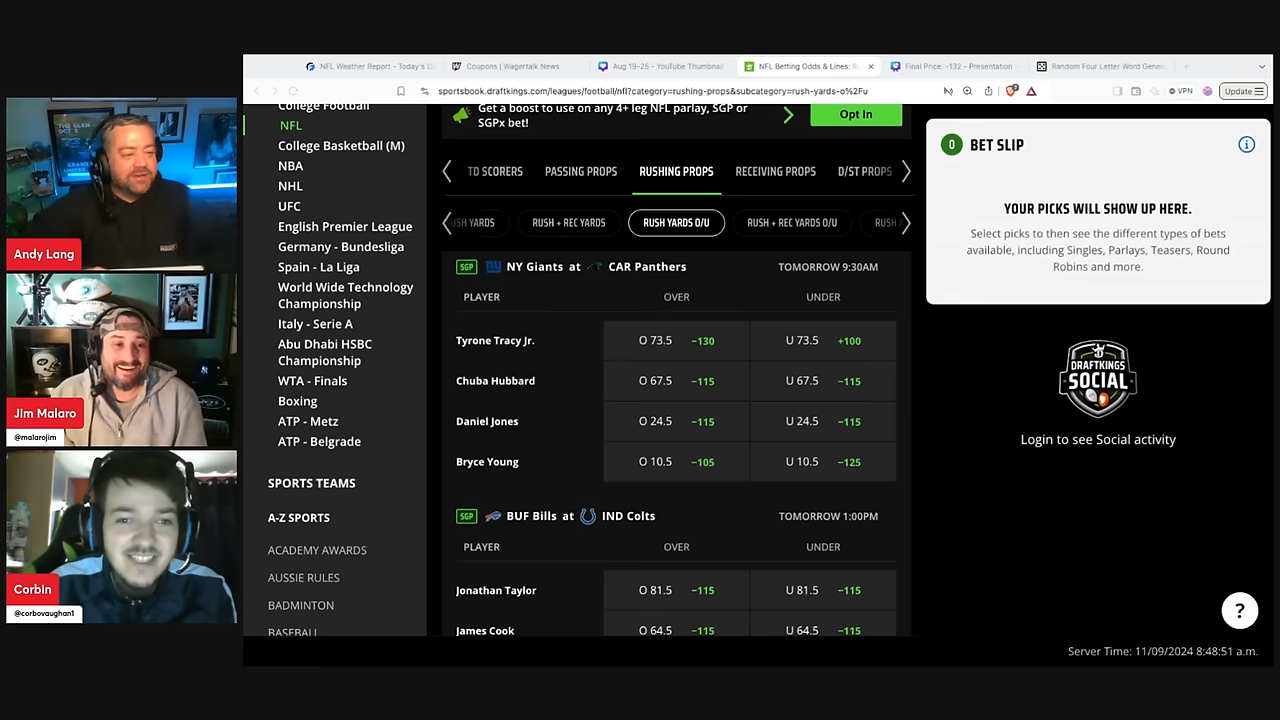 NFL Weather Report - Today's D
Coupons | Wagertalk News
Aug 19-25 - YouTube Thumbnail
NFL Betting Odds & Lines: R
Final Price: -132 - Presentation
Random Four Letter Word Gener
sportsbook.draftkings.com/leagues/football/nfl?category=rushing-props&subcategory=rush-yards-o%2Fu
VPN
Update
College Football
NFL
College Basketball (M)
NBA
NHL
UFC
English Premier League
Germany - Bundesliga
Spain - La Liga
World Wide Technology
Championship
Italy - Serie A
Abu Dhabi HSBC
Championship
WTA - Finals
Boxing
ATP - Metz
ATP - Belgrade
SPORTS TEAMS
A-Z SPORTS
ACADEMY AWARDS
AUSSIE RULES
BADMINTON
BASEBALL
Get a boost to use on any 4+ leg NFL parlay, SGP or
SGPx bet!
Opt In
TD SCORERS
PASSING PROPS
RUSHING PROPS
RECEIVING PROPS
D/ST PROPS
USH YARDS
RUSH + REC YARDS
RUSH YARDS O/U
RUSH + REC YARDS O/U
RUSH A
SGP NY Giants at CAR Panthers TOMORROW 9:30AM
PLAYER OVER UNDER
Tyrone Tracy Jr. O 73.5 −130 U 73.5 +100
Chuba Hubbard O 67.5 −115 U 67.5 −115
Daniel Jones O 24.5 −115 U 24.5 −115
Bryce Young O 10.5 −105 U 10.5 −125
SGP BUF Bills at IND Colts TOMORROW 1:00PM
PLAYER OVER UNDER
Jonathan Taylor O 81.5 −115 U 81.5 −115
James Cook O 64.5 −115 U 64.5 −115
0 BET SLIP
YOUR PICKS WILL SHOW UP HERE.
Select picks to then see the different types of bets
available, including Singles, Parlays, Teasers, Round
Robins and more.
DRAFTKINGS
SOCIAL
Login to see Social activity
?
Server Time: 11/09/2024 8:48:51 a.m.
Andy Lang
Jim Malaro
@malarojim
Corbin
@corbovaughan1